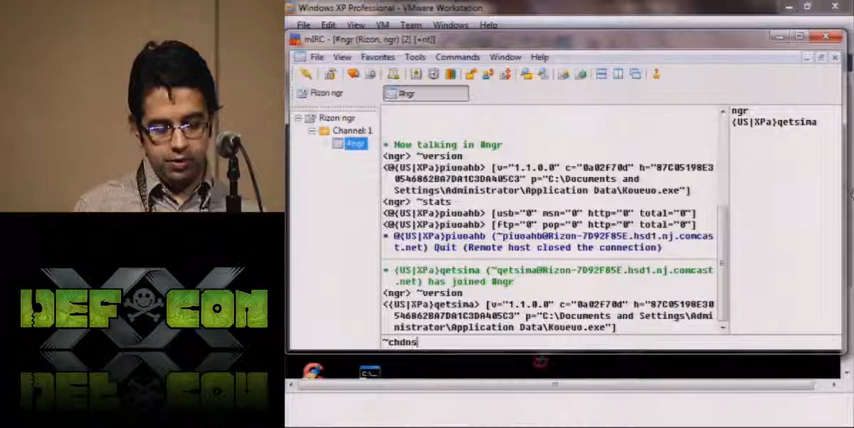 Windows XP Professional - VMware Workstation
File Edit View VM Team Windows Help
mIRC - [#ngr (Rizon, ngr) [2] [+nt]]
File View Favorites Tools Commands Window Help
Rizon ngr
#ngr
Rizon ngr
Channel: 1
#ngr
* Now talking in #ngr
<ngr> ~version
<@{US|XPa}piuoahb> [v="1.1.0.0" c="0a02f70d" h="87C05198E3
0546862BA7DA1C3DA405C3" p="C:\Documents and
Settings\Administrator\Application Data\Koueuo.exe"]
<ngr> ~stats
<@{US|XPa}piuoahb> [usb="0" msn="0" http="0" total="0"]
<@{US|XPa}piuoahb> [ftp="0" pop="0" http="0" total="0"]
* @{US|XPa}piuoahb (~piuoahb@Rizon-7D92F85E.hsd1.nj.comcas
t.net) Quit (Remote host closed the connection)
* {US|XPa}qetsima (~qetsima@Rizon-7D92F85E.hsd1.nj.comcast
.net) has joined #ngr
<ngr> ~version
<{US|XPa}qetsima> [v="1.1.0.0" c="0a02f70d" h="87C05198E30
546862BA7DA1C3DA405C3" p="C:\Documents and Settings\Admi
nistrator\Application Data\Koueuo.exe"]
~chdns
ngr
{US|XPa}qetsima
DEF CON
XX